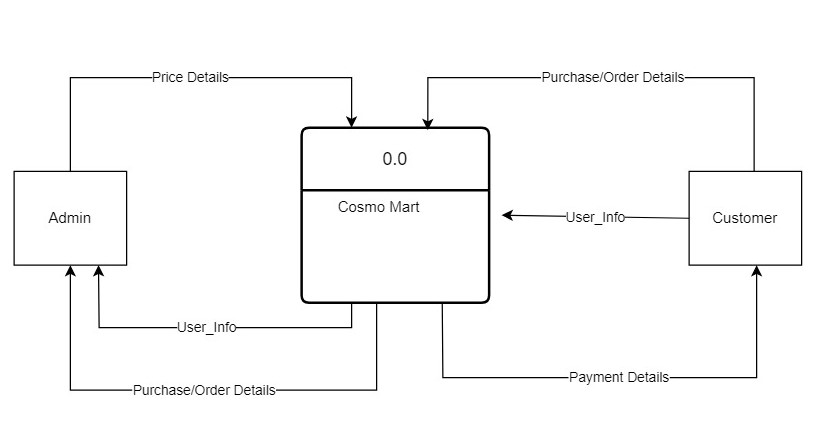 Price Details
Purchase/Order Details
0.0
Cosmo Mart
Admin
User_Info
Customer
User_Info
Payment Details
Purchase/Order Details